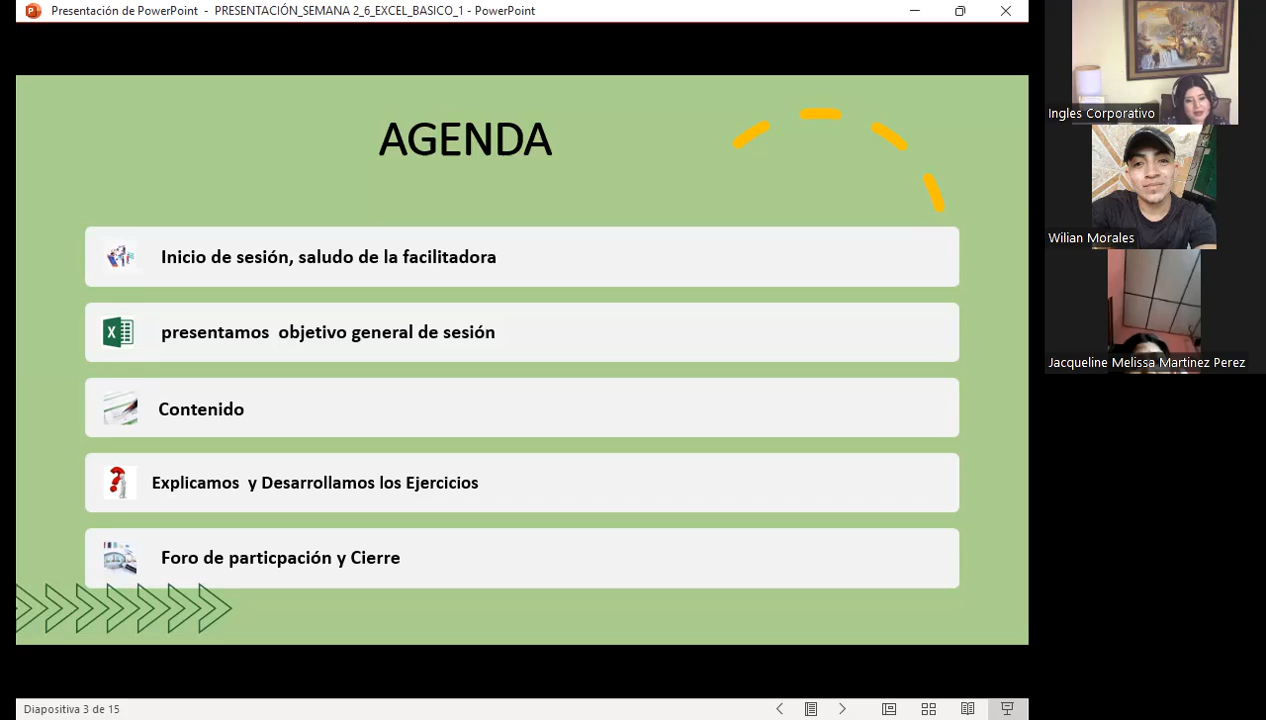 Presentación de PowerPoint - PRESENTACIÓN_SEMANA 2_6_EXCEL_BASICO_1 - PowerPoint
AGENDA
Inicio de sesión, saludo de la facilitadora
presentamos objetivo general de sesión
Contenido
Explicamos y Desarrollamos los Ejercicios
Foro de particpación y Cierre
Diapositiva 3 de 15
Ingles Corporativo
Wilian Morales
Jacqueline Melissa Martinez Perez